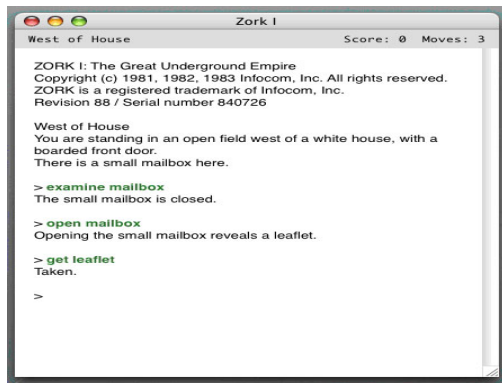 Zork I
West of House Score: 0 Moves: 3
ZORK I: The Great Underground Empire
Copyright (c) 1981, 1982, 1983 Infocom, Inc. All rights reserved.
ZORK is a registered trademark of Infocom, Inc.
Revision 88 / Serial number 840726
West of House
You are standing in an open field west of a white house, with a
boarded front door.
There is a small mailbox here.
> examine mailbox
The small mailbox is closed.
> open mailbox
Opening the small mailbox reveals a leaflet.
> get leaflet
Taken.
>